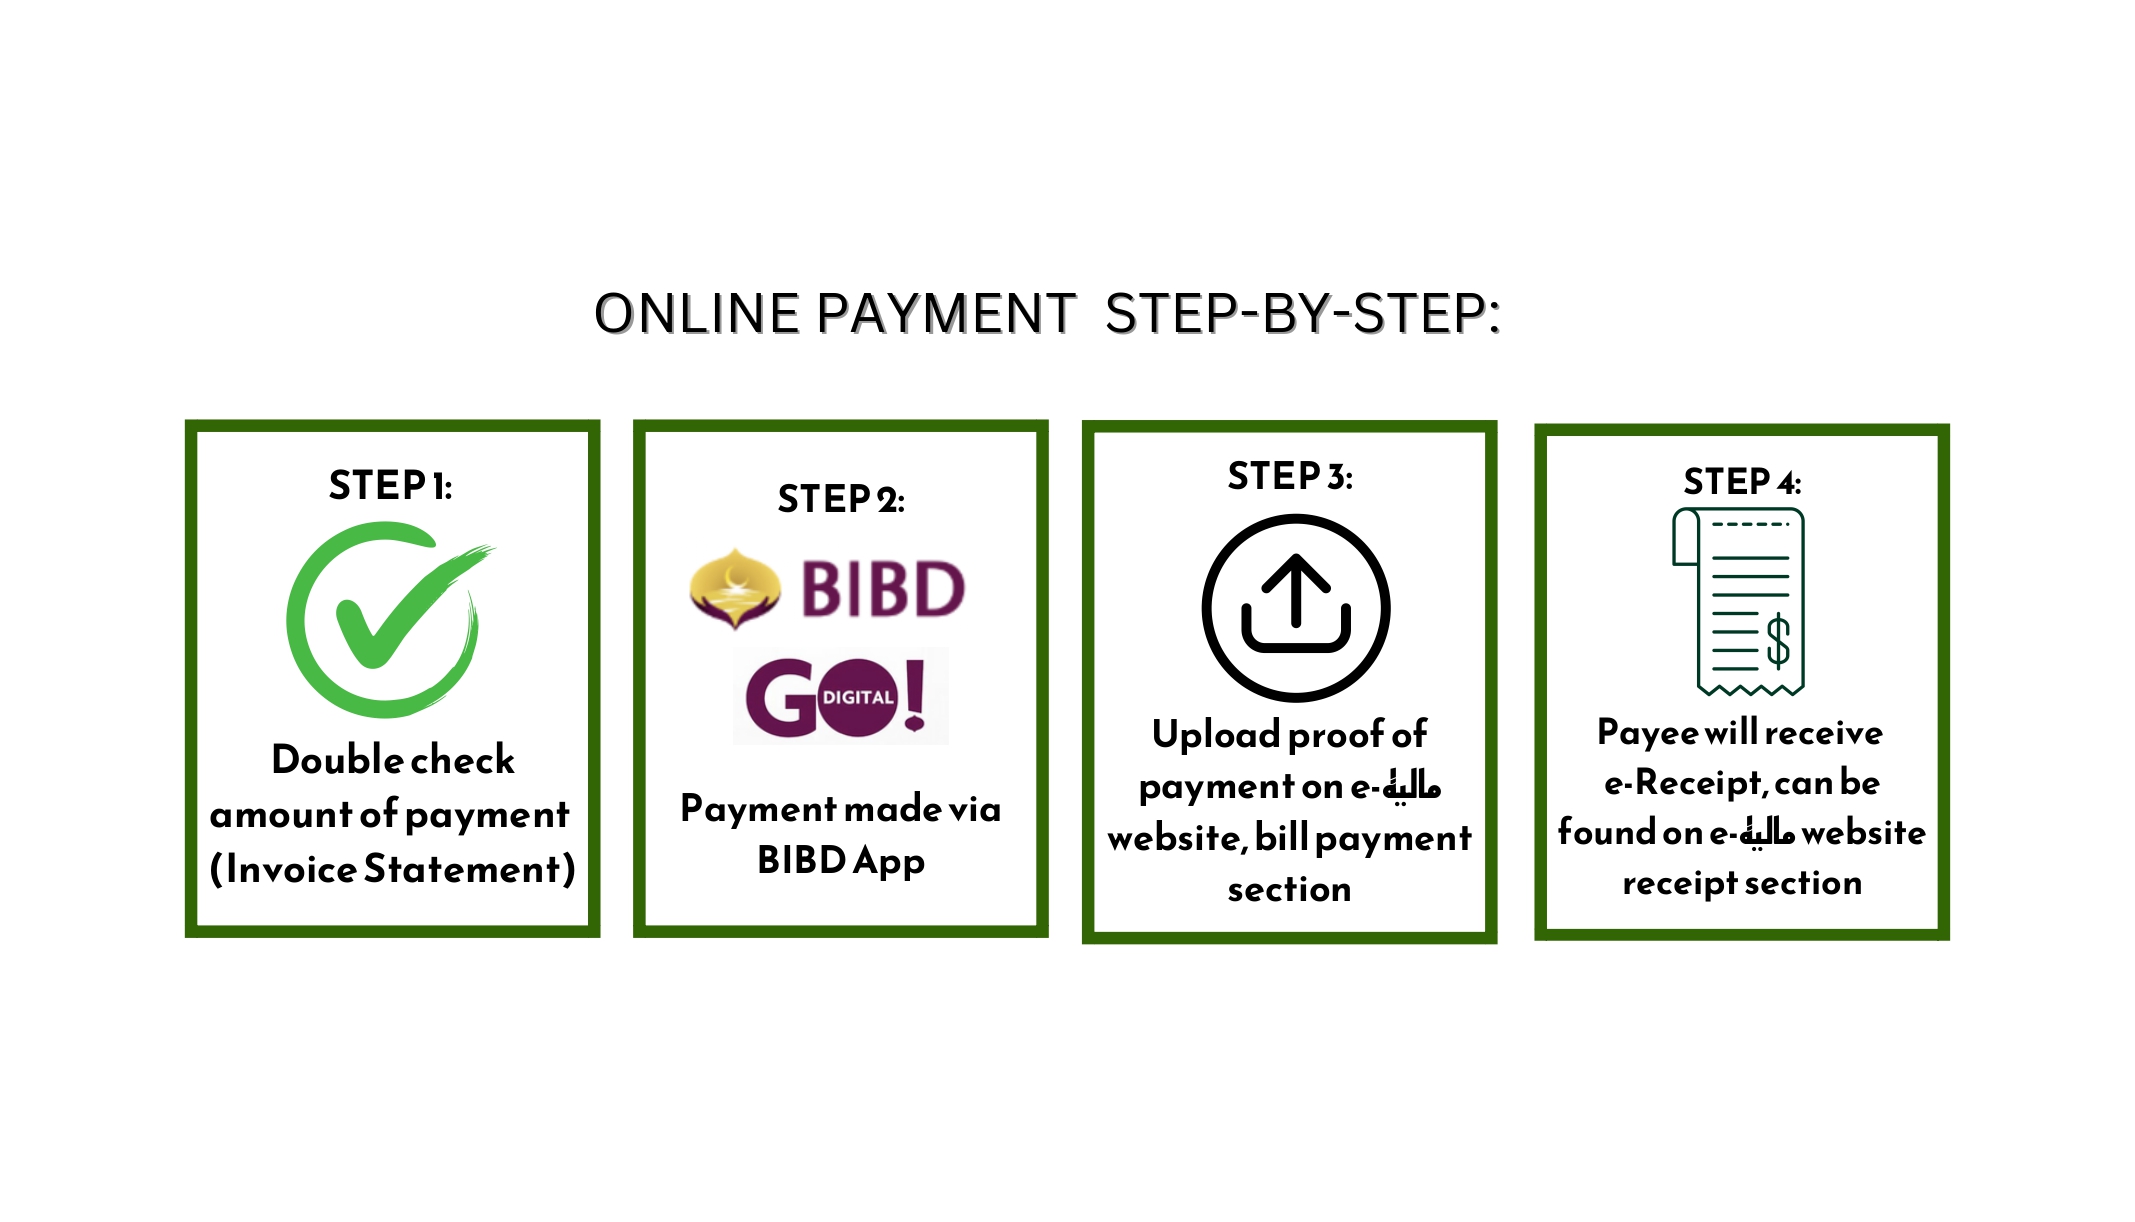 ONLINE PAYMENT STEP-BY-STEP:
STEP 1:
Double check
amount of payment
(Invoice Statement)
STEP 2:
BIBD
GO!
DIGITAL
Payment made via
BIBD App
STEP 3:
Upload proof of
payment on e-مالية
website, bill payment
section
STEP 4:
Payee will receive
e-Receipt, can be
found on e-مالية website
receipt section
$